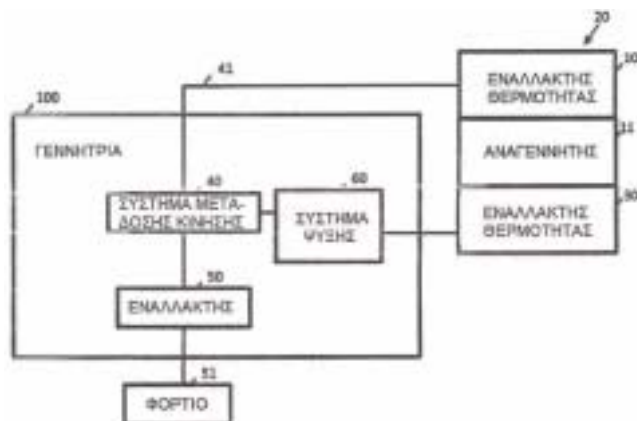 20
41
10
100
ΕΝΑΛΛΑΚΤΗΣ
ΘΕΡΜΟΤΗΤΑΣ
11
ΓΕΝΝΗΤΡΙΑ
ΑΝΑΓΕΝΝΗΤΗΣ
40
60
ΣΥΣΤΗΜΑ ΜΕΤΑ-
ΔΟΣΗΣ ΚΙΝΗΣΗΣ
ΣΥΣΤΗΜΑ
ΨΥΞΗΣ
ΕΝΑΛΛΑΚΤΗΣ
ΘΕΡΜΟΤΗΤΑΣ
50
ΕΝΑΛΛΑΚΤΗΣ
51
ΦΟΡΤΙΟ